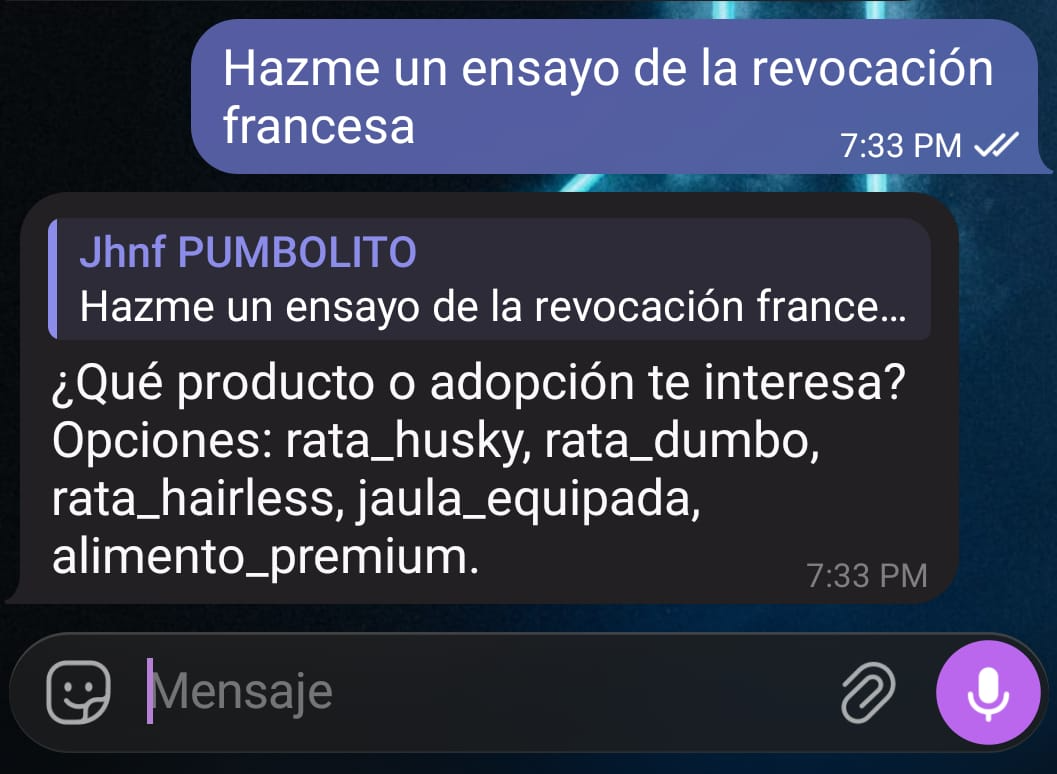 Hazme un ensayo de la revocación
francesa
7:33 PM
Jhnf PUMBOLITO
Hazme un ensayo de la revocación france...
¿Qué producto o adopción te interesa?
Opciones: rata_husky, rata_dumbo,
rata_hairless, jaula_equipada,
alimento_premium.
7:33 PM
Mensaje